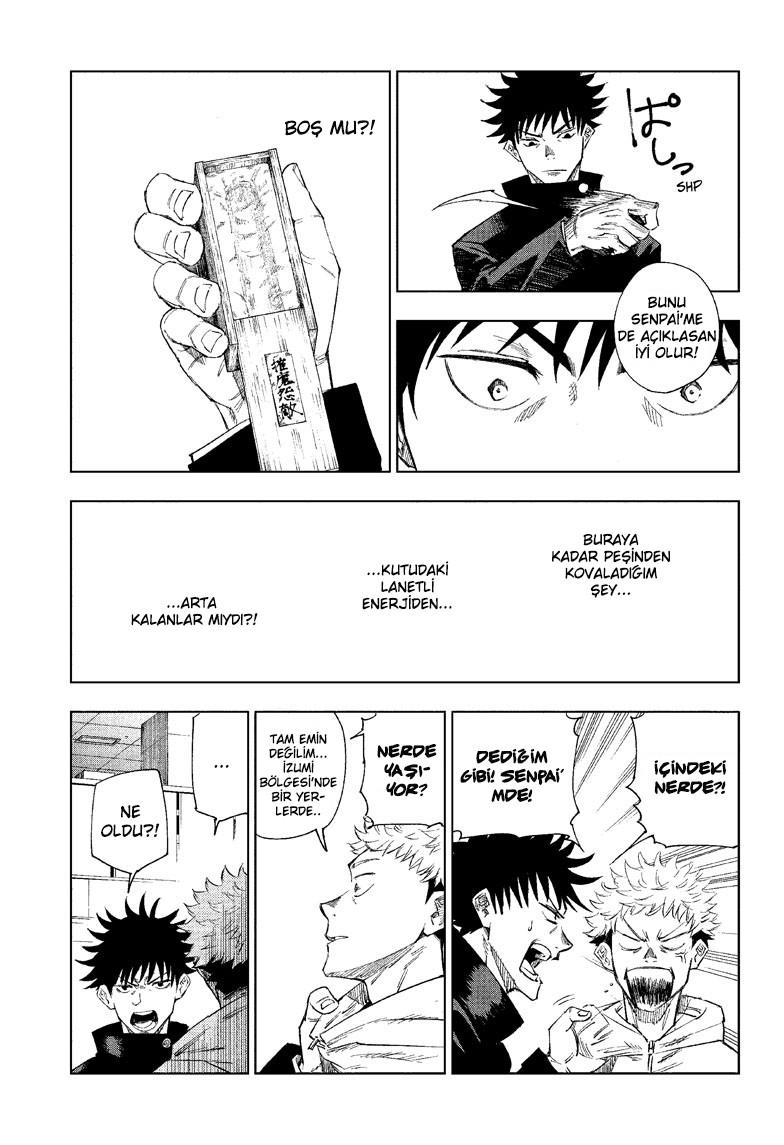 ぱしっ
SHP
BUNU
SENPAİ'ME
DE AÇIKLASAN
İYİ OLUR!
BOŞ MU?!
BURAYA
KADAR PEŞİNDEN
KOVALADIĞIM
ŞEY...
...KUTUDAKİ
LANETLİ
ENERJİDEN...
...ARTA
KALANLAR MIYDI?!
İÇİNDEKİ
NERDE?!
DEDİĞİM
GİBİ! SENPAİ'
MDE!
NERDE
YAŞI-
YOR?
TAM EMİN
DEĞİLİM...
İZUMİ
BÖLGESİ'NDE
BİR YER-
LERDE..
...
NE
OLDU?!